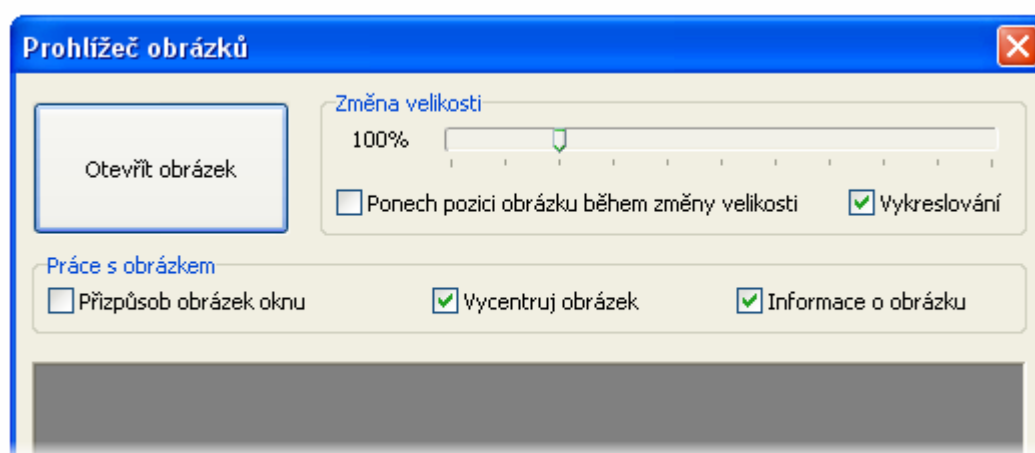 Prohlížeč obrázků
Otevřít obrázek
Změna velikosti
100%
Ponech pozici obrázku během změny velikosti
Vykreslování
Práce s obrázkem
Přizpůsob obrázek oknu
Vycentruj obrázek
Informace o obrázku